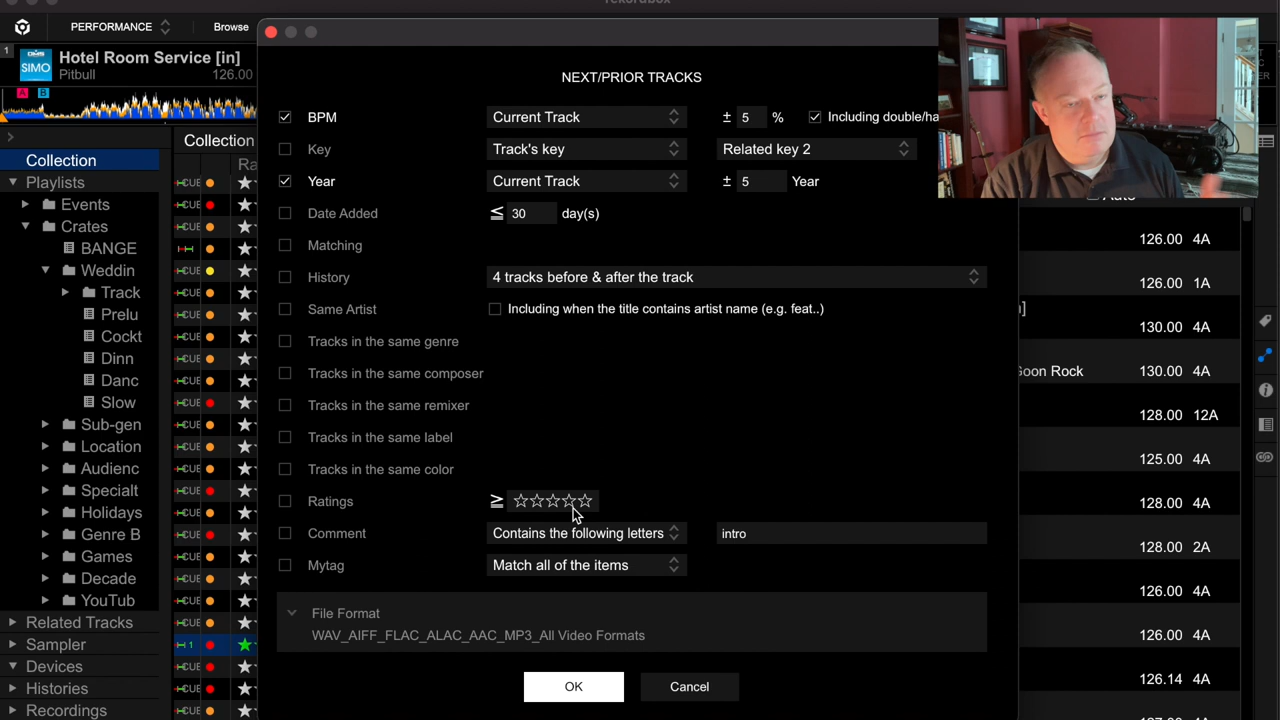 rekordbox
PERFORMANCE
Browse
1
SIMO
Hotel Room Service [in]
Pitbull
126.00
A
B
Collection
Playlists
Events
Crates
BANGE
Weddin
Track
Prelu
Cockt
Dinn
Danc
Slow
Sub-gen
Location
Audienc
Specialt
Holidays
Genre B
Games
Decade
YouTub
Related Tracks
Sampler
Devices
Histories
Recordings
Collection
Ra
NEXT/PRIOR TRACKS
BPM Current Track ± 5 % Including double/ha
Key Track's key Related key 2
Year Current Track ± 5 Year
Date Added ≦ 30 day(s)
Matching
History 4 tracks before & after the track
Same Artist Including when the title contains artist name (e.g. feat..)
Tracks in the same genre
Tracks in the same composer
Tracks in the same remixer
Tracks in the same label
Tracks in the same color
Ratings ≧ ☆☆☆☆☆
Comment Contains the following letters intro
Mytag Match all of the items
File Format
WAV_AIFF_FLAC_ALAC_AAC_MP3_All Video Formats
OK Cancel
Auto
126.00 4A
126.00 1A
130.00 4A
Goon Rock 130.00 4A
128.00 12A
125.00 4A
128.00 4A
128.00 2A
126.00 4A
126.00 4A
126.14 4A